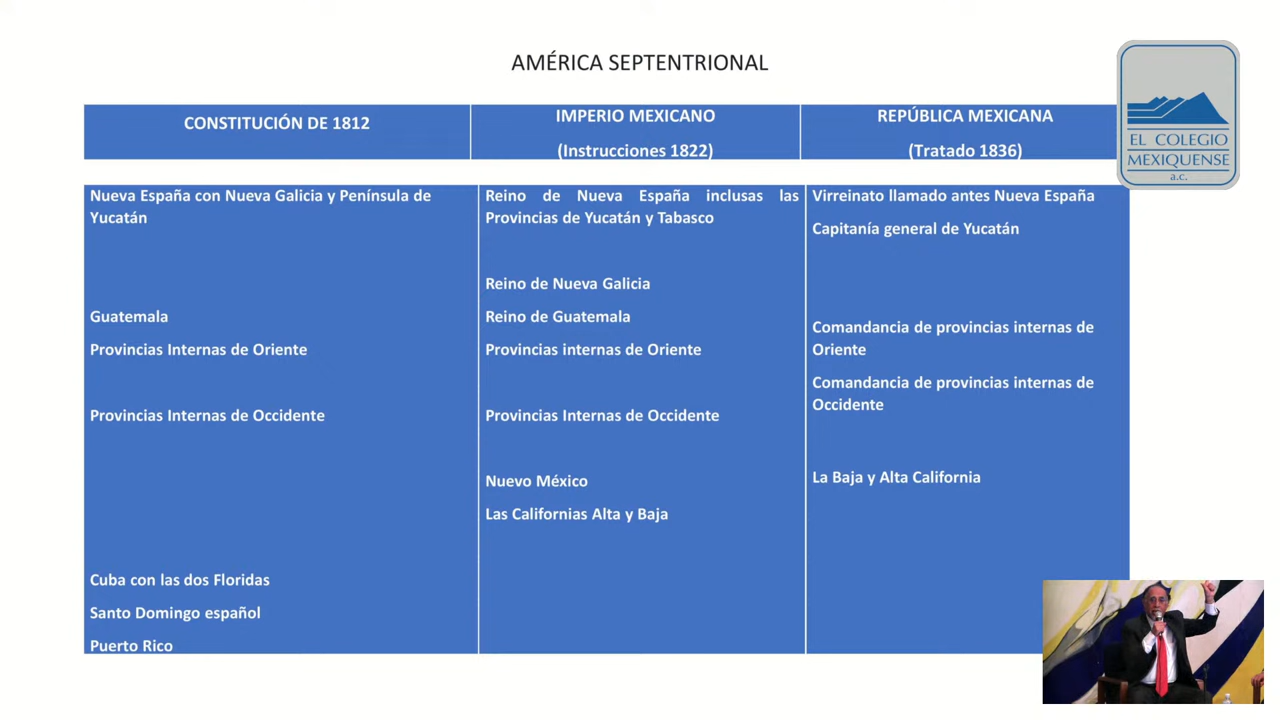 AMÉRICA SEPTENTRIONAL
EL COLEGIO
MEXIQUENSE
a.c.
CONSTITUCIÓN DE 1812
IMPERIO MEXICANO
(Instrucciones 1822)
REPÚBLICA MEXICANA
(Tratado 1836)
Nueva España con Nueva Galicia y Península de
Yucatán
Guatemala
Provincias Internas de Oriente
Provincias Internas de Occidente
Cuba con las dos Floridas
Santo Domingo español
Puerto Rico
Reino de Nueva España inclusas las
Provincias de Yucatán y Tabasco
Reino de Nueva Galicia
Reino de Guatemala
Provincias internas de Oriente
Provincias Internas de Occidente
Nuevo México
Las Californias Alta y Baja
Virreinato llamado antes Nueva España
Capitanía general de Yucatán
Comandancia de provincias internas de
Oriente
Comandancia de provincias internas de
Occidente
La Baja y Alta California